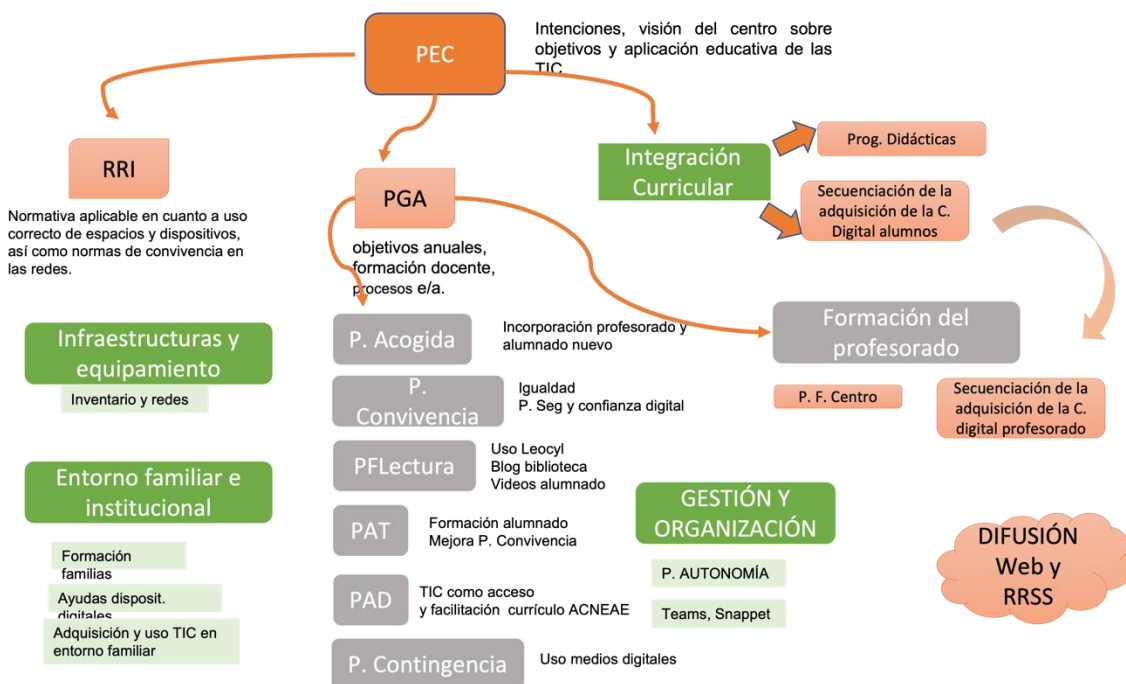 PEC
Intenciones, visión del centro sobre
objetivos y aplicación educativa de las
TIC
RRI
Normativa aplicable en cuanto a uso
correcto de espacios y dispositivos,
así como normas de convivencia en
las redes.
PGA
objetivos anuales,
formación docente,
procesos e/a.
Integración
Curricular
Prog. Didácticas
Secuenciación de la
adquisición de la C.
Digital alumnos
Infraestructuras y
equipamiento
Inventario y redes
Entorno familiar e
institucional
Formación
familias
Ayudas disposit.
digitales
Adquisición y uso TIC en
entorno familiar
P. Acogida
Incorporación profesorado y
alumnado nuevo
P.
Convivencia
Igualdad
P. Seg y confianza digital
PFLectura
Uso Leocyl
Blog biblioteca
Videos alumnado
PAT
Formación alumnado
Mejora P. Convivencia
PAD
TIC como acceso
y facilitación currículo ACNEAE
P. Contingencia
Uso medios digitales
Formación del
profesorado
P. F. Centro
Secuenciación de la
adquisición de la C.
digital profesorado
GESTIÓN Y
ORGANIZACIÓN
P. AUTONOMÍA
Teams, Snappet
DIFUSIÓN
Web y
RRSS